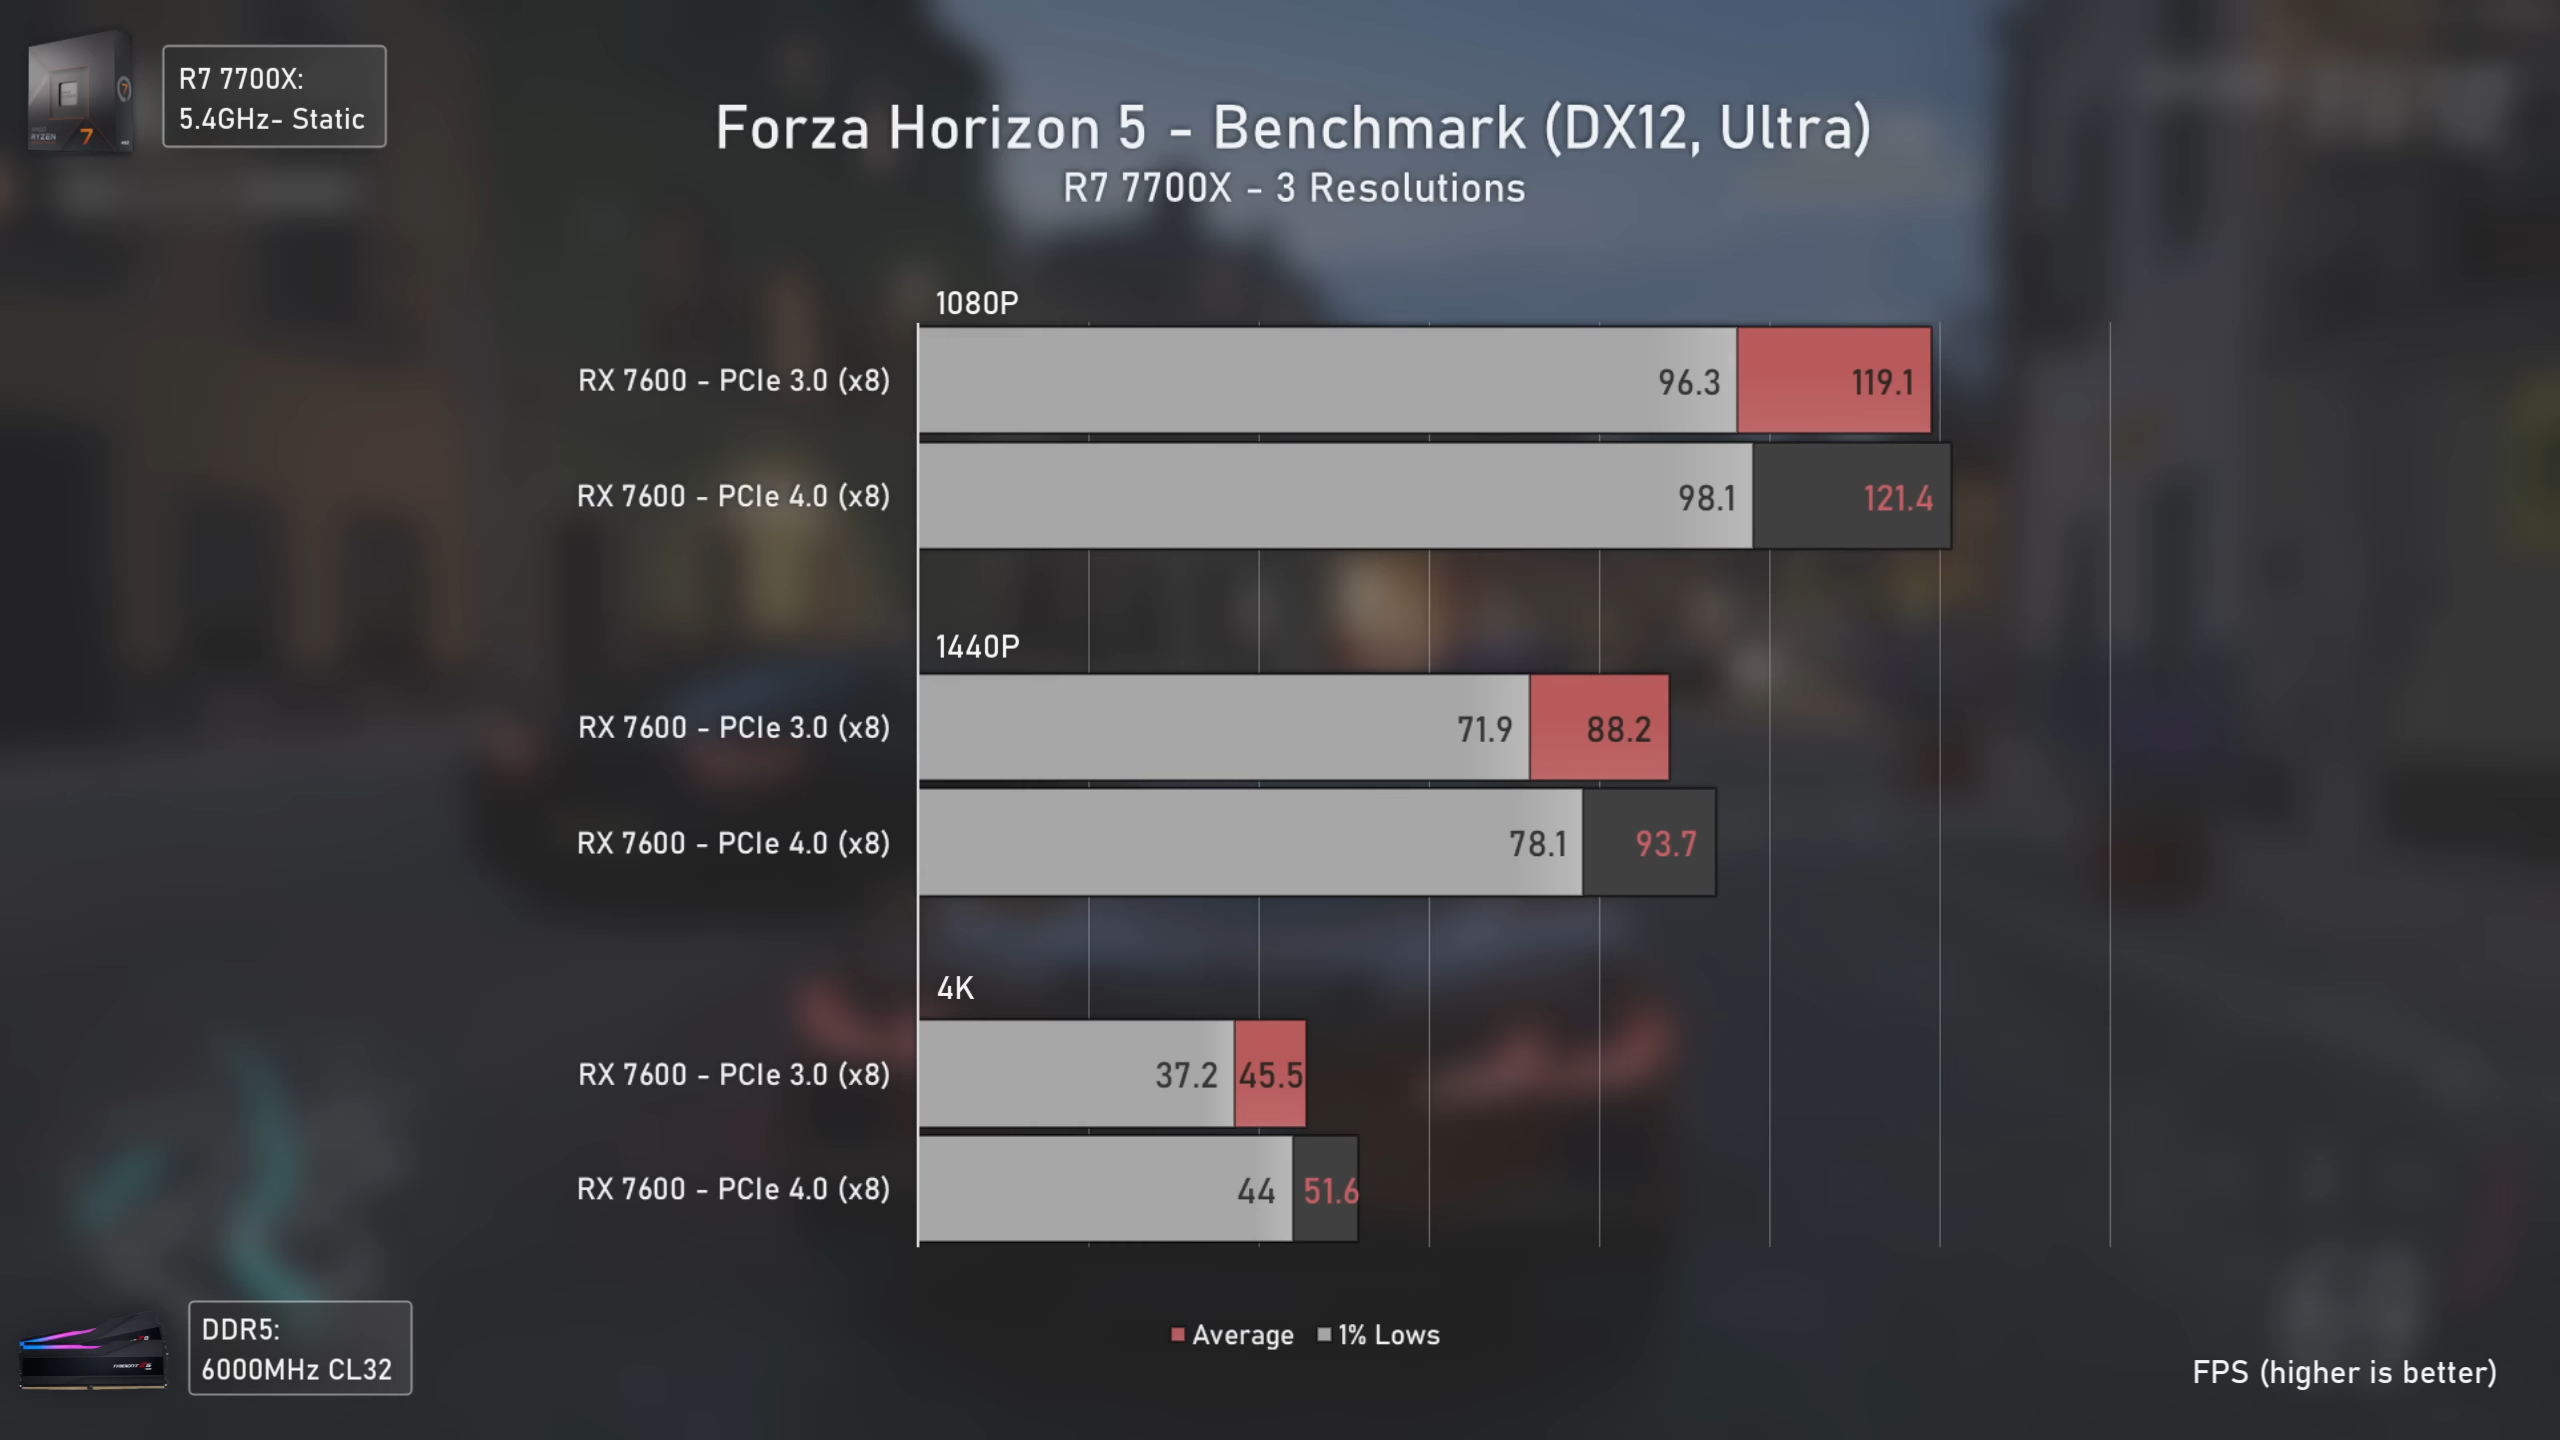 R7 7700X:
5.4GHz- Static
RYZEN
7
Forza Horizon 5 - Benchmark (DX12, Ultra)
R7 7700X - 3 Resolutions
1080P
RX 7600 - PCIe 3.0 (x8) 96.3 119.1
RX 7600 - PCIe 4.0 (x8) 98.1 121.4
1440P
RX 7600 - PCIe 3.0 (x8) 71.9 88.2
RX 7600 - PCIe 4.0 (x8) 78.1 93.7
4K
RX 7600 - PCIe 3.0 (x8) 37.2 45.5
RX 7600 - PCIe 4.0 (x8) 44 51.6
Average 1% Lows
DDR5:
6000MHz CL32
FPS (higher is better)